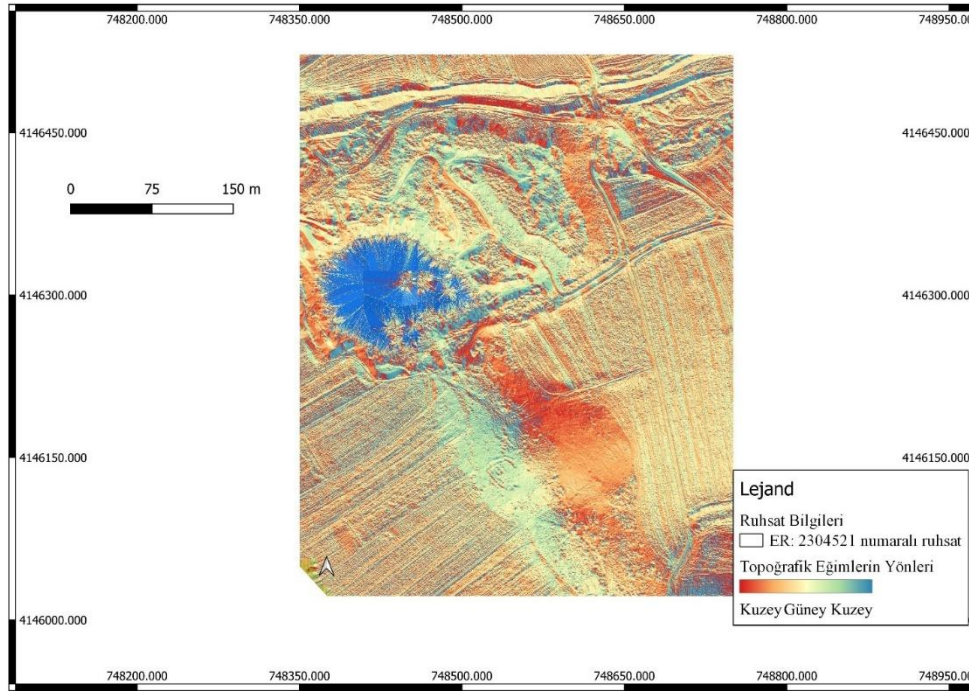 748200.000 748350.000 748500.000 748650.000 748800.000 748950.000
4146450.000 4146450.000
0 75 150 m
4146300.000 4146300.000
4146150.000 4146150.000
Lejand
Ruhsat Bilgileri
ER: 2304521 numaralı ruhsat
Topoğrafik Eğimlerin Yönleri
Kuzey Güney Kuzey
4146000.000 4146000.000
748200.000 748350.000 748500.000 748650.000 748800.000 748950.000